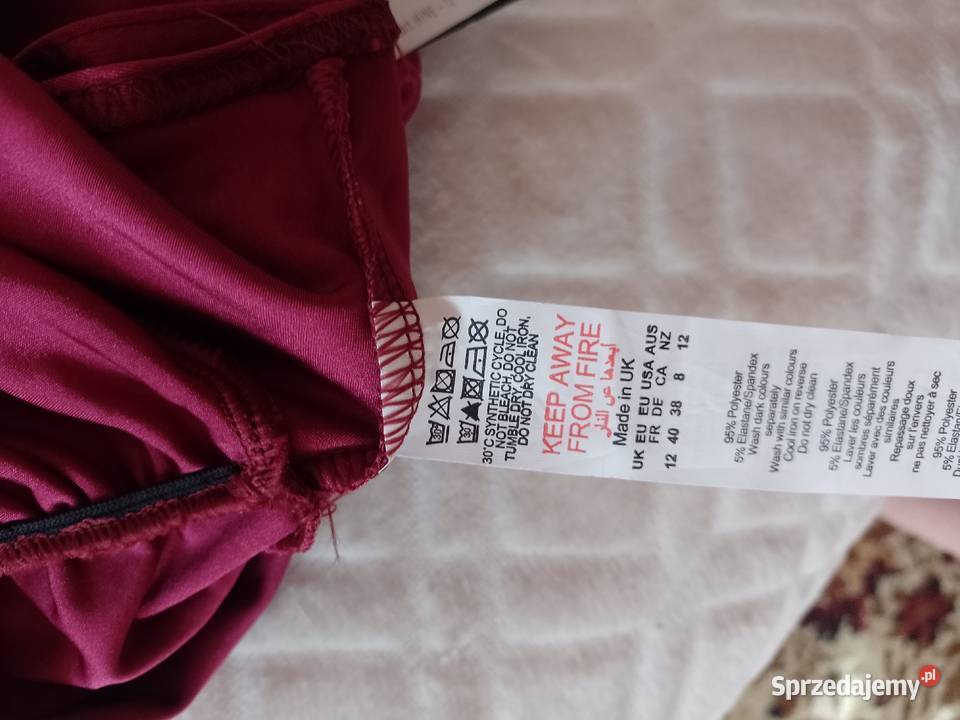 30°C SYNTHETIC CYCLE, DO
NOT BLEACH, DO NOT
TUMBLE DRY, COOL IRON,
DO NOT DRY CLEAN
KEEP AWAY
FROM FIRE
Made in UK
UK EU EU USA AUS
FR DE CA NZ
12 40 38 8 12
95% Polyester
5% Elastane/Spandex
Wash dark colours
separately
Wash with similar colours
Cool iron on reverse
Do not dry clean
95% Polyester
5% Elastane/Spandex
Laver les couleurs
sombres séparément
Laver avec des couleurs
similaires
Repassage doux
sur l'envers
ne pas nettoyer à sec
95% Polyester
Sprzedajemy.pl